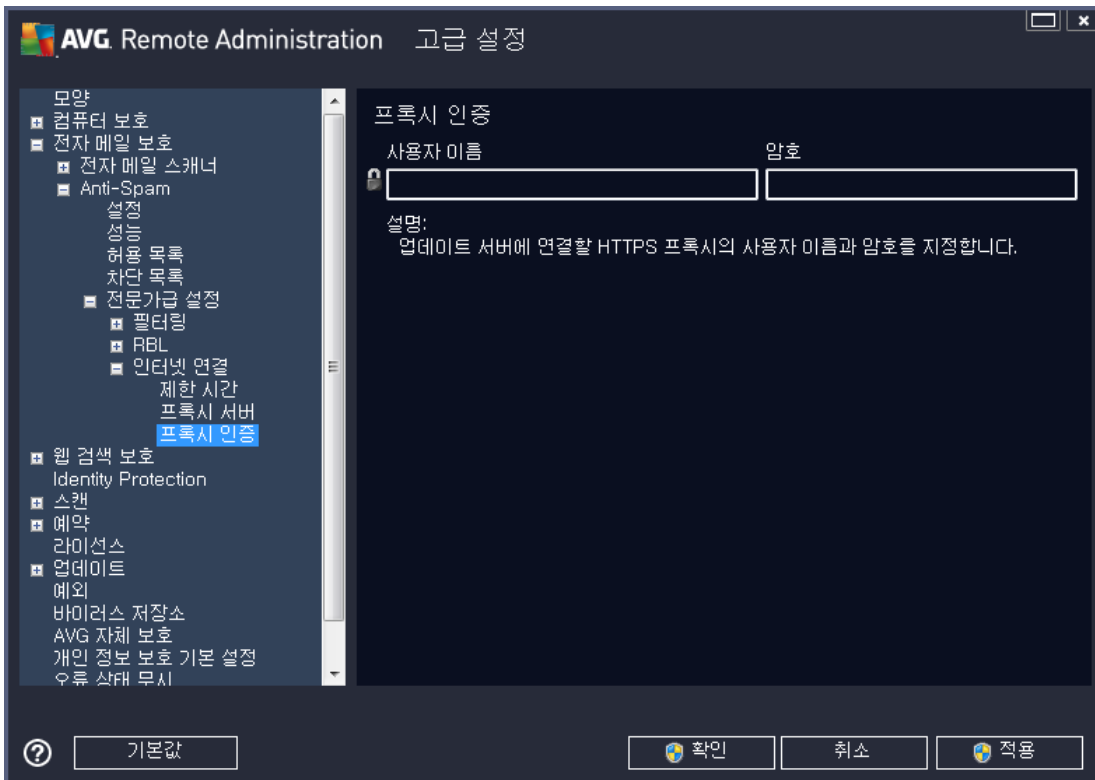 AVG. Remote Administration 고급 설정
모양
컴퓨터 보호
전자 메일 보호
전자 메일 스캐너
Anti-Spam
설정
성능
허용 목록
차단 목록
전문가급 설정
필터링
RBL
인터넷 연결
제한 시간
프록시 서버
프록시 인증
웹 검색 보호
Identity Protection
스캔
예약
라이선스
업데이트
예외
바이러스 저장소
AVG 자체 보호
개인 정보 보호 기본 설정
오류 상태 무시
프록시 인증
사용자 이름 암호
설명:
업데이트 서버에 연결할 HTTPS 프록시의 사용자 이름과 암호를 지정합니다.
기본값 확인 취소 적용